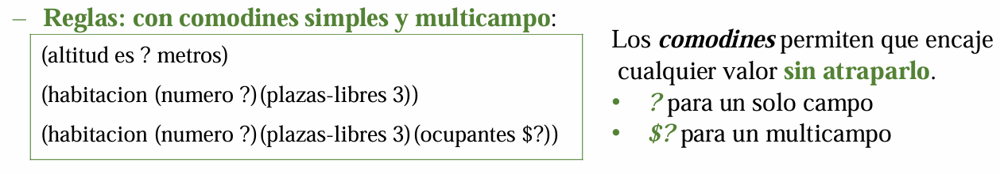 – Reglas: con comodines simples y multicampo:
(altitud es ? metros)
(habitacion (numero ?)(plazas-libres 3))
(habitacion (numero ?)(plazas-libres 3)(ocupantes $?))
Los comodines permiten que encaje
cualquier valor sin atraparlo.
• ? para un solo campo
• $? para un multicampo